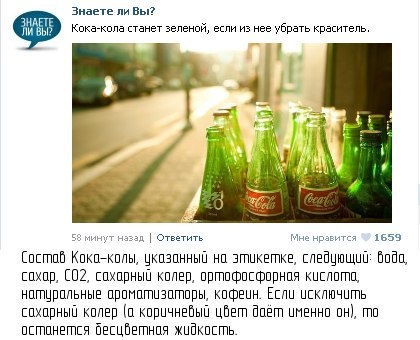 ЗНАЕТЕ
ЛИ ВЫ?
Знаете ли Вы?
Кока-кола станет зеленой, если из нее убрать краситель.
Coca-Cola
Coca-Cola
58 минут назад | Ответить
Мне нравится 1659
Состав Кока-колы, указанный на этикетке, следующий: вода,
сахар, CO2, сахарный колер, ортофосфорная кислота,
натуральные ароматизаторы, кофеин. Если исключить
сахарный колер (а коричневый цвет даёт именно он), то
останется бесцветная жидкость.